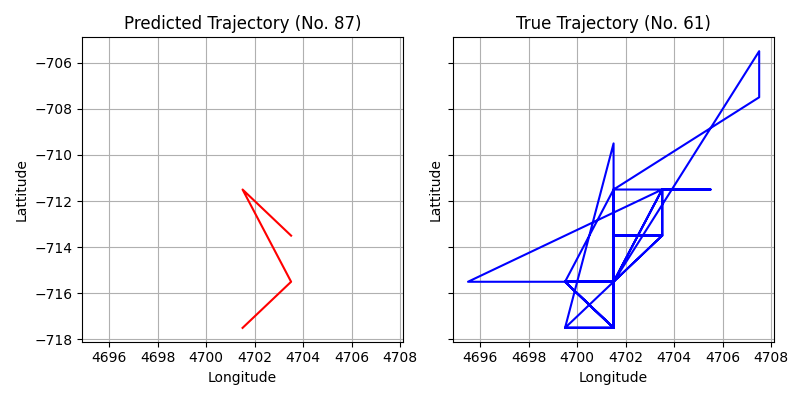 Predicted Trajectory (No. 87)
True Trajectory (No. 61)
Lattitude
−706
−708
−710
−712
−714
−716
−718
4696 4698 4700 4702 4704 4706 4708
Longitude
Lattitude
4696 4698 4700 4702 4704 4706 4708
Longitude